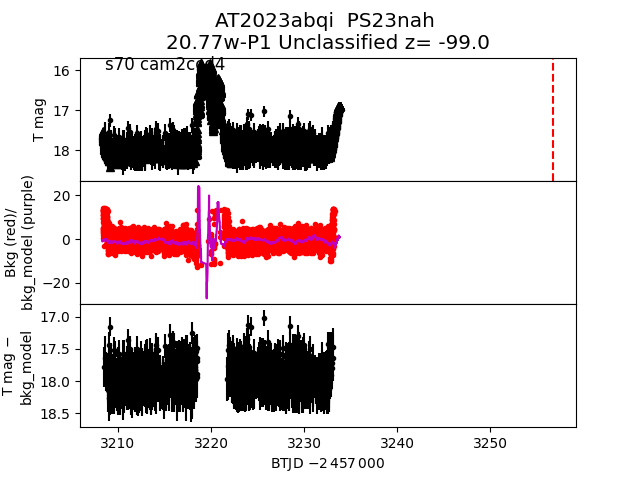 AT2023abqi  PS23nah
20.77w-P1 Unclassified z= -99.0
s70 cam2ccd4
16
17
18
T mag
20
0
−20
Bkg (red)/
bkg_model (purple)
17.0
17.5
18.0
18.5
T mag −
bkg_model
3210
3220
3230
3240
3250
BTJD −2 457 000